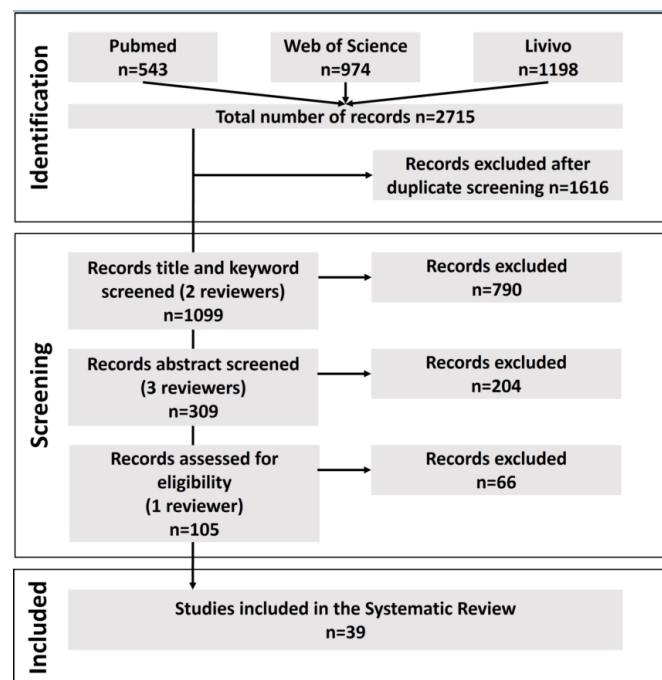 Identification
Pubmed
n=543
Web of Science
n=974
Livivo
n=1198
Total number of records n=2715
Records excluded after
duplicate screening n=1616
Screening
Records title and keyword
screened (2 reviewers)
n=1099
Records excluded
n=790
Records abstract screened
(3 reviewers)
n=309
Records excluded
n=204
Records assessed for
eligibility
(1 reviewer)
n=105
Records excluded
n=66
Included
Studies included in the Systematic Review
n=39